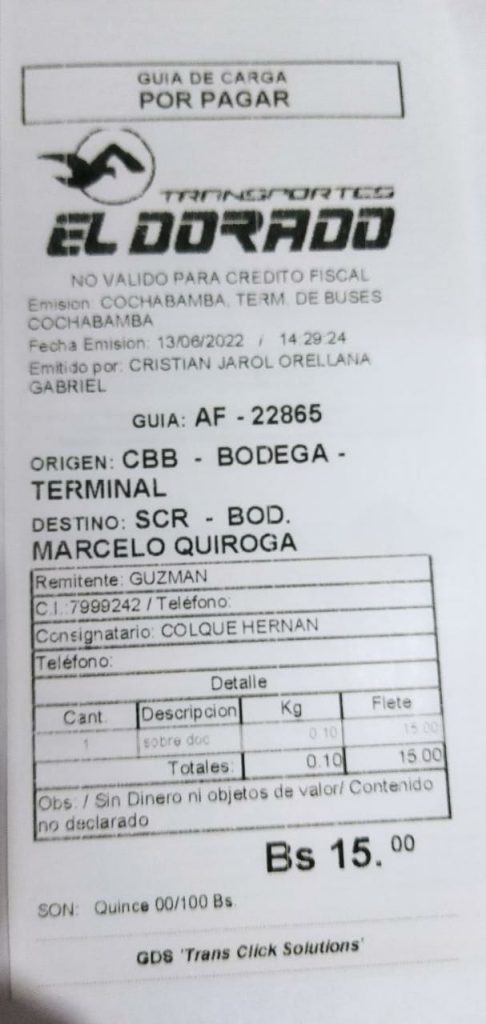 GUIA DE CARGA
POR PAGAR
TRANSPORTES
EL DORADO
NO VALIDO PARA CREDITO FISCAL
Emision: COCHABAMBA, TERM. DE BUSES
COCHABAMBA
Fecha Emision: 13/06/2022 / 14:29:24
Emitido por: CRISTIAN JAROL ORELLANA
GABRIEL
GUIA: AF - 22865
ORIGEN: CBB - BODEGA -
TERMINAL
DESTINO: SCR - BOD.
MARCELO QUIROGA
Remitente: GUZMAN
C.I.:7999242 / Teléfono:
Consignatario: COLQUE HERNAN
Teléfono:
Detalle
Cant. Descripcion Kg Flete
1 sobre doc 0.10 15.00
Totales: 0.10 15.00
Obs: / Sin Dinero ni objetos de valor/ Contenido
no declarado
Bs 15.00
SON: Quince 00/100 Bs.
GDS 'Trans Click Solutions'